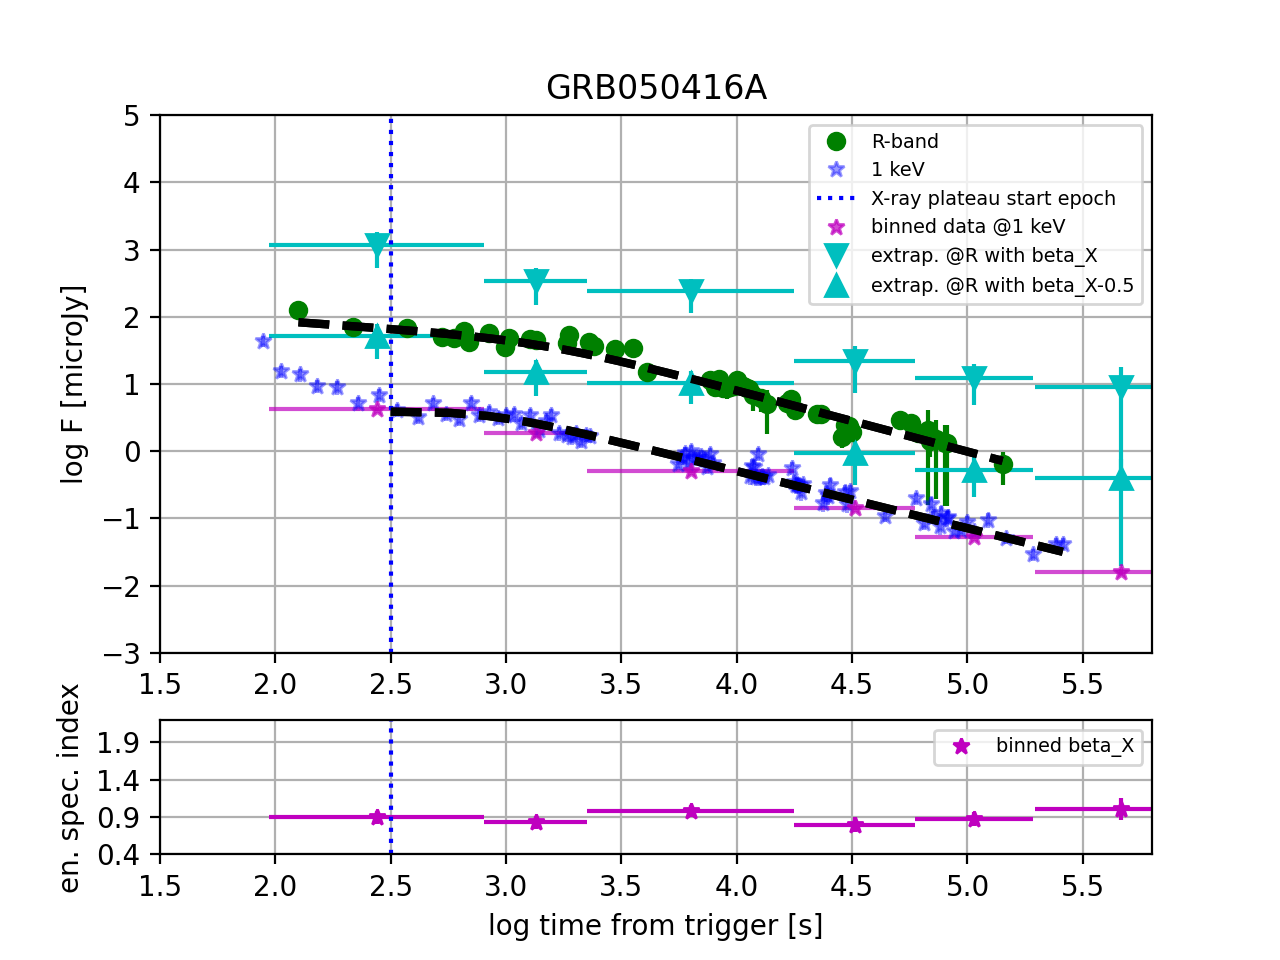 GRB050416A
5
4
3
2
1
0
−1
−2
−3
log F [microJy]
R-band
1 keV
X-ray plateau start epoch
binned data @1 keV
extrap. @R with beta_X
extrap. @R with beta_X-0.5
1.5 2.0 2.5 3.0 3.5 4.0 4.5 5.0 5.5
1.9
1.4
0.9
0.4
en. spec. index
binned beta_X
1.5 2.0 2.5 3.0 3.5 4.0 4.5 5.0 5.5
log time from trigger [s]